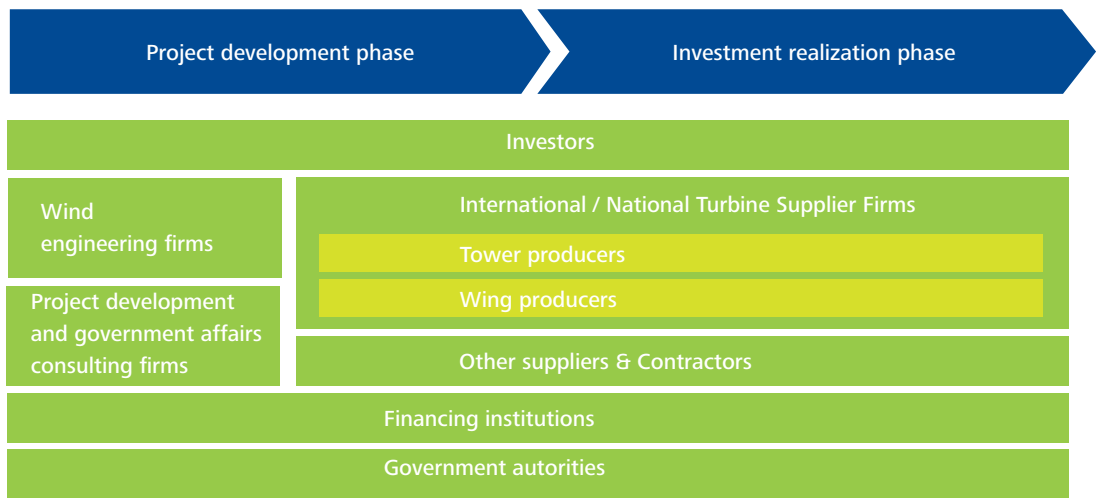 Project development phase
Investment realization phase
Investors
Wind
engineering firms
International / National Turbine Supplier Firms
Tower producers
Wing producers
Project development
and government affairs
consulting firms
Other suppliers & Contractors
Financing institutions
Government autorities